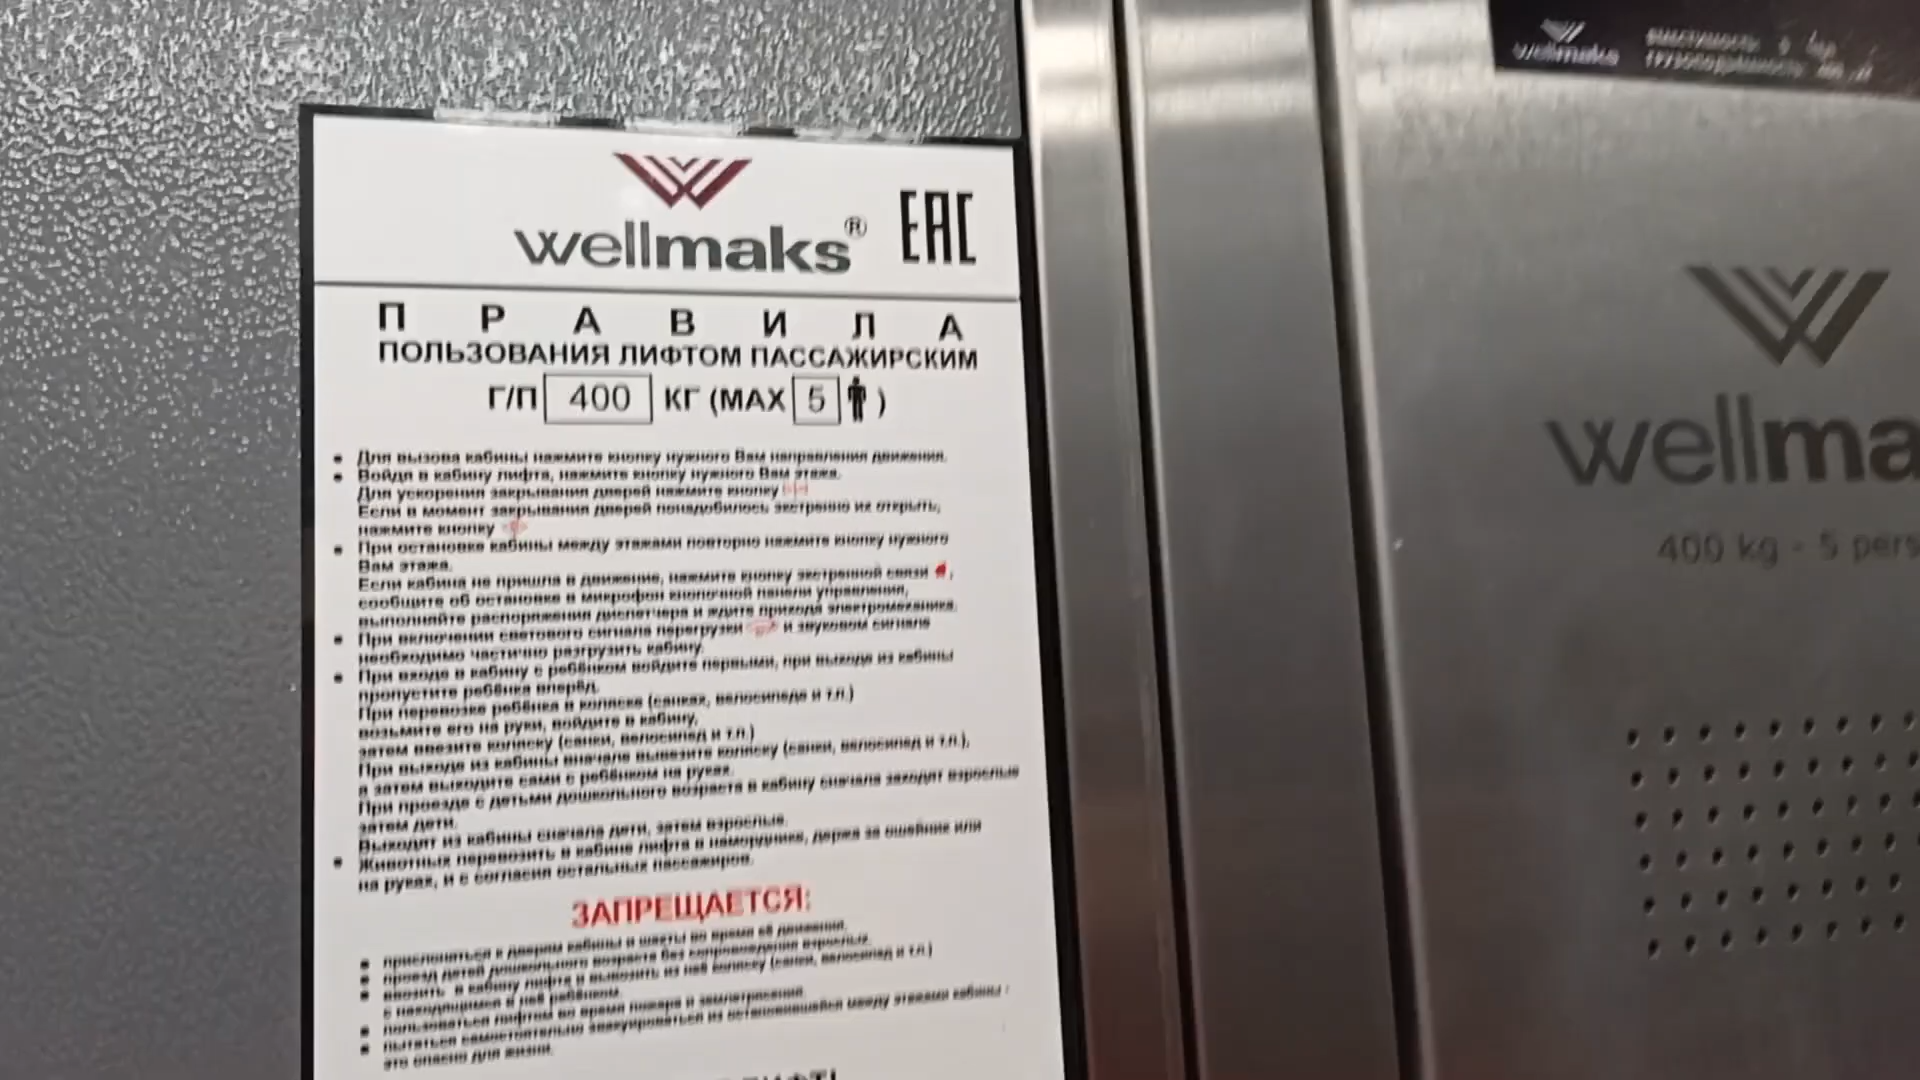 wellmaks
wellmaks® EAC
ПРАВИЛА
ПОЛЬЗОВАНИЯ ЛИФТОМ ПАССАЖИРСКИМ
Г/П 400 КГ (MAX 5 )
• Для вызова кабины нажмите кнопку нужного Вам направления движения.
• Войдя в кабину лифта, нажмите кнопку нужного Вам этажа.
Для ускорения закрывания дверей нажмите кнопку
Если в момент закрывания дверей понадобилось экстренно их открыть,
нажмите кнопку
• При остановке кабины между этажами повторно нажмите кнопку нужного
Вам этажа.
Если кабина не пришла в движение, нажмите кнопку экстренной связи ,
сообщите об остановке в микрофон кнопочной панели управления,
выполняйте распоряжения диспетчера и ждите прихода электромеханика.
• При включении светового сигнала перегрузки и звуковом сигнале
необходимо частично разгрузить кабину.
• При входе в кабину с ребёнком войдите первыми, при выходе из кабины
пропустите ребёнка вперёд.
При перевозке ребёнка в коляске (санках, велосипеде и т.п.)
возьмите его на руки, войдите в кабину,
затем ввезите коляску (санки, велосипед и т.п.)
При выходе из кабины вначале вывезите коляску (санки, велосипед и т.п.),
а затем выходите сами с ребёнком на руках.
При проезде с детьми дошкольного возраста в кабину сначала заходят взрослые
затем дети.
Выходят из кабины сначала дети, затем взрослые.
• Животных перевозить в кабине лифта в наморднике, держа за ошейник или
на руках, и с согласия остальных пассажиров.
ЗАПРЕЩАЕТСЯ:
• прислоняться к дверям кабины и шахты во время её движения.
• проезд детей дошкольного возраста без сопровождения взрослых.
• ввозить в кабину лифта и вывозить из неё коляску (санки, велосипед и т.п.)
с находящимся в ней ребёнком.
• пользоваться лифтом во время пожара и землетрясения.
• пытаться самостоятельно эвакуироваться из остановившейся между этажами кабины :
это опасно для жизни.
wellma
400 kg - 5 pers